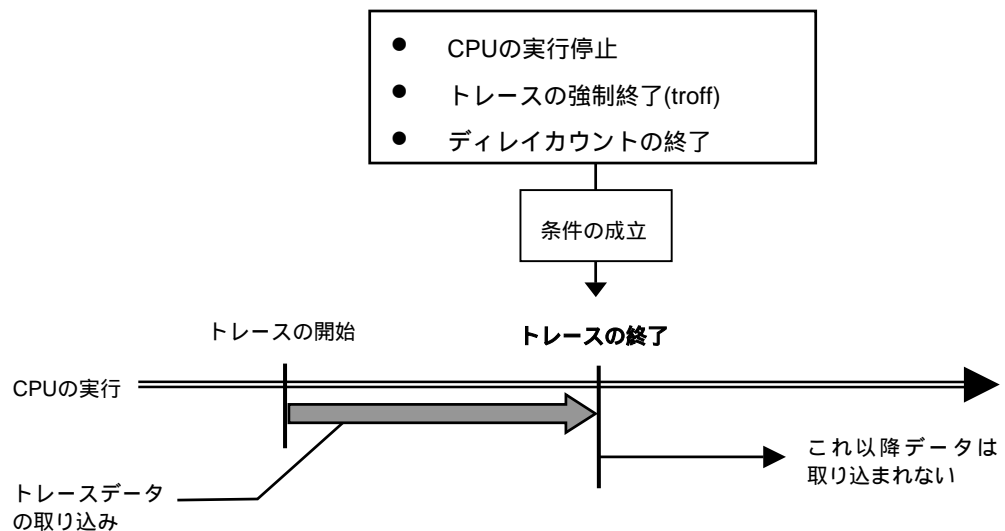 ● CPUの実行停止
● トレースの強制終了(troff)
● ディレイカウントの終了
条件の成立
トレースの開始
トレースの終了
CPUの実行
これ以降データは
取り込まれない
トレースデータ
の取り込み